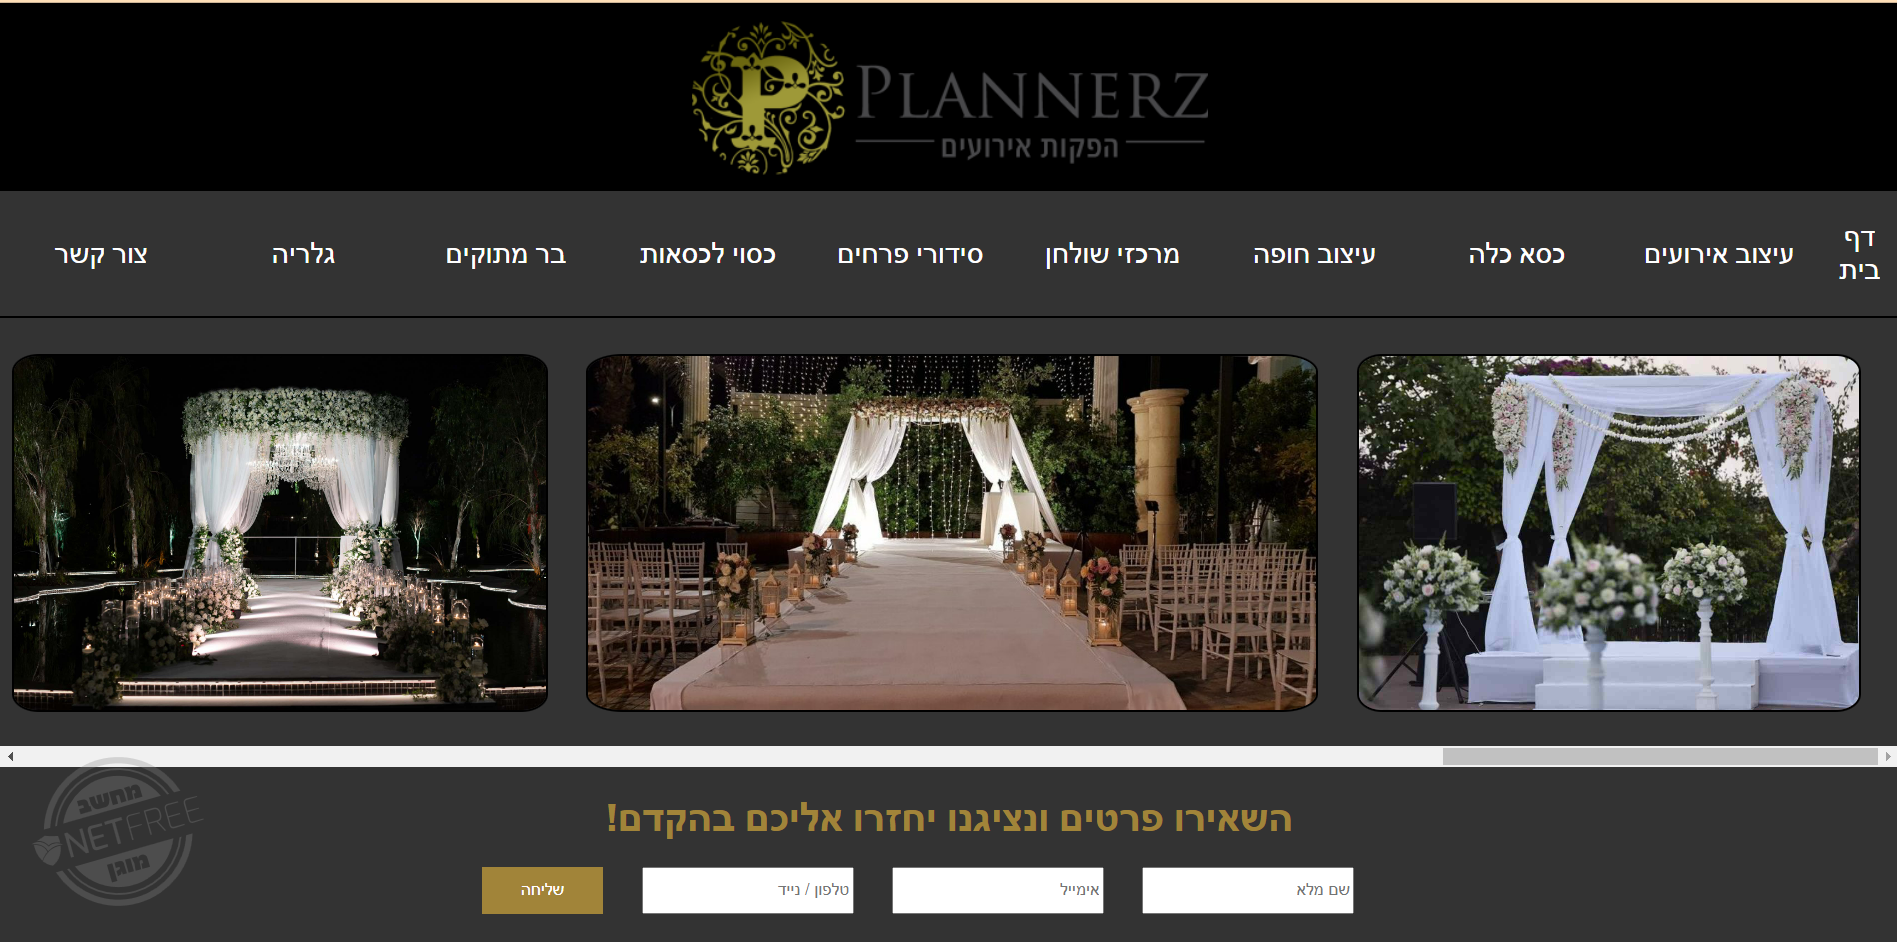 PLANNERZ
הפקות אירועים
דף
בית
עיצוב אירועים
כסא כלה
עיצוב חופה
מרכזי שולחן
סידורי פרחים
כסוי לכסאות
בר מתוקים
גלריה
צור קשר
השאירו פרטים ונציגנו יחזרו אליכם בהקדם!
שם מלא
אימייל
טלפון / נייד
שליחה
מחשב
NETFREE
מוגן